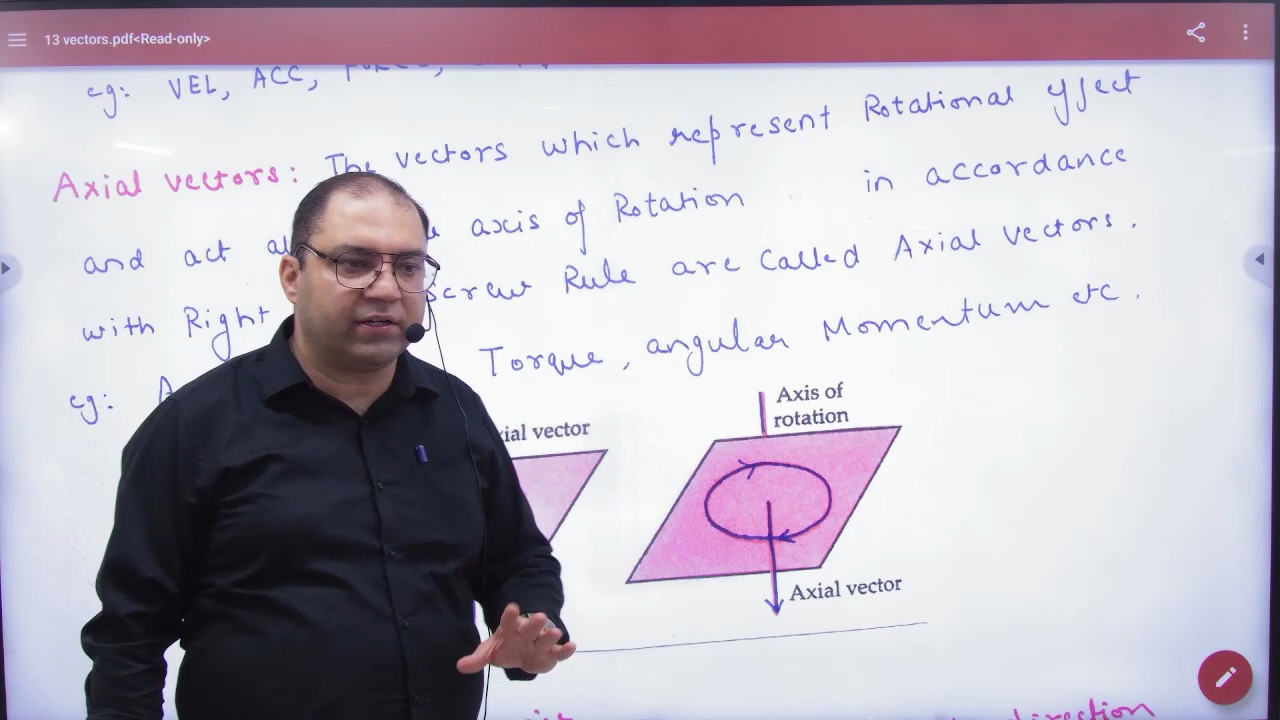 13 vectors.pdf<Read-only>
eg: VEL, ACC,
Axial vectors: The vectors which represent Rotational effect
and act axis of Rotation in accordance
with Right screw Rule are called Axial vectors.
eg: Torque, angular Momentum etc.
Axis of
rotation
vector
Axial vector
direction